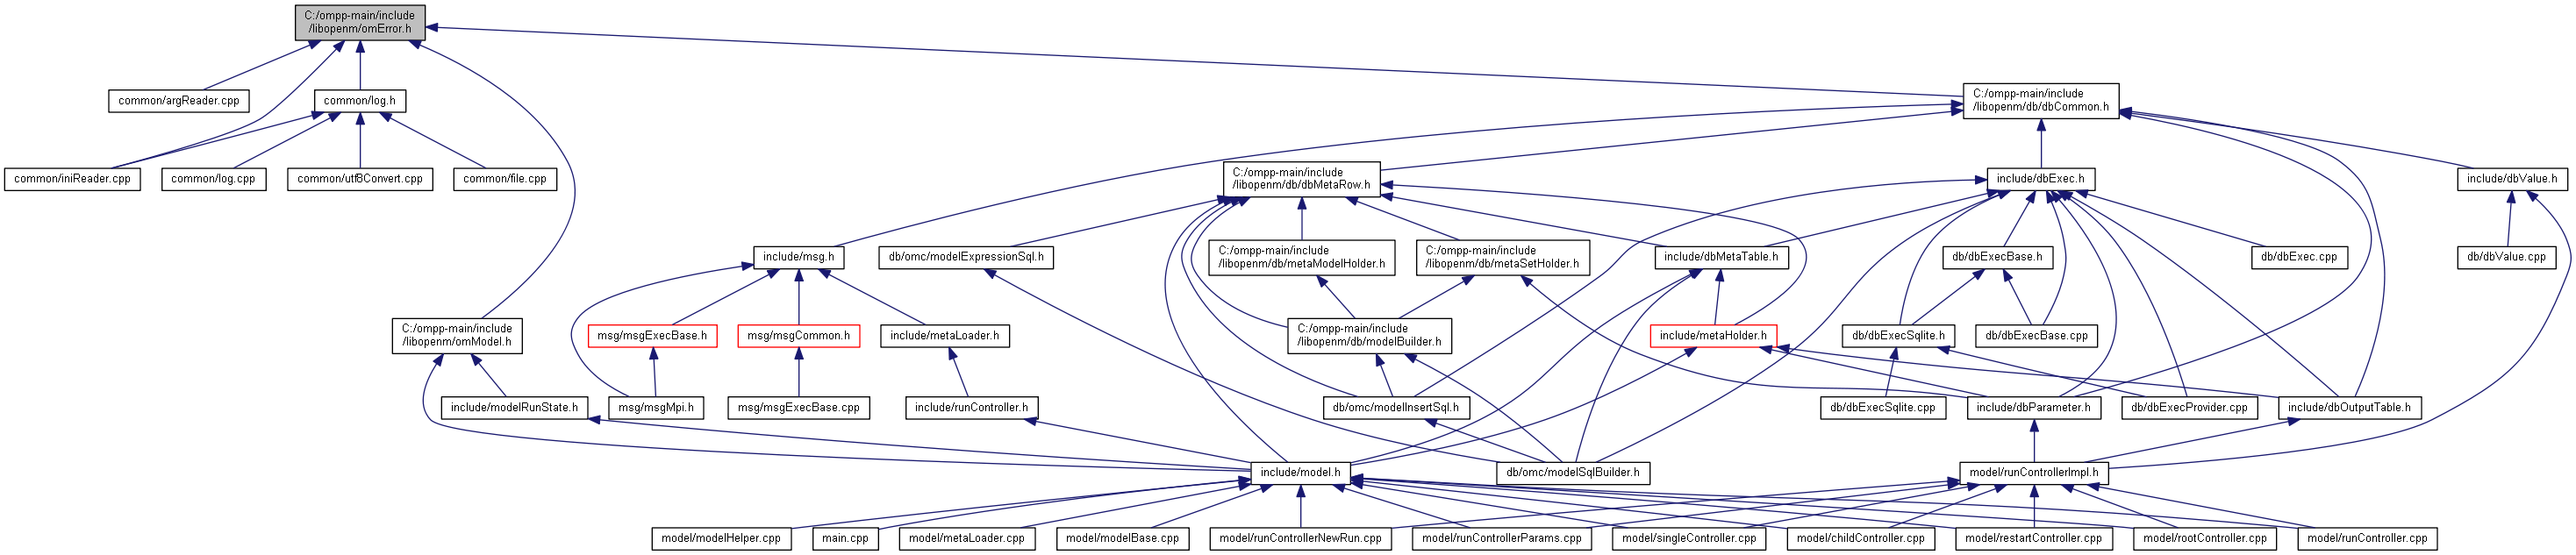 C:/ompp-main/include
/libopenm/omError.h
common/argReader.cpp
common/log.h
C:/ompp-main/include
/libopenm/db/dbCommon.h
common/iniReader.cpp
common/log.cpp
common/utf8Convert.cpp
common/file.cpp
C:/ompp-main/include
/libopenm/db/dbMetaRow.h
include/dbExec.h
include/dbValue.h
include/msg.h
db/omc/modelExpressionSql.h
C:/ompp-main/include
/libopenm/db/metaModelHolder.h
C:/ompp-main/include
/libopenm/db/metaSetHolder.h
include/dbMetaTable.h
db/dbExecBase.h
db/dbExec.cpp
db/dbValue.cpp
C:/ompp-main/include
/libopenm/omModel.h
msg/msgExecBase.h
msg/msgCommon.h
include/metaLoader.h
C:/ompp-main/include
/libopenm/db/modelBuilder.h
include/metaHolder.h
db/dbExecSqlite.h
db/dbExecBase.cpp
include/modelRunState.h
msg/msgMpi.h
msg/msgExecBase.cpp
include/runController.h
db/omc/modelInsertSql.h
db/dbExecSqlite.cpp
include/dbParameter.h
db/dbExecProvider.cpp
include/dbOutputTable.h
include/model.h
db/omc/modelSqlBuilder.h
model/runControllerImpl.h
model/modelHelper.cpp
main.cpp
model/metaLoader.cpp
model/modelBase.cpp
model/runControllerNewRun.cpp
model/runControllerParams.cpp
model/singleController.cpp
model/childController.cpp
model/restartController.cpp
model/rootController.cpp
model/runController.cpp